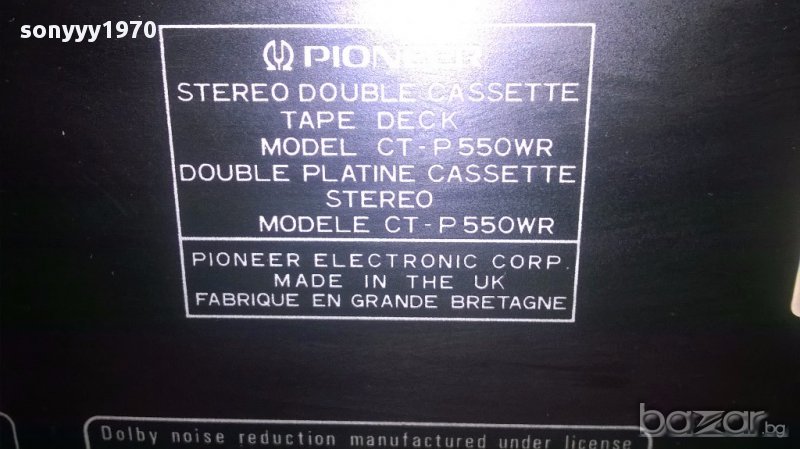 sonyyy1970
PIONEER
STEREO DOUBLE CASSETTE
TAPE DECK
MODEL CT-P550WR
DOUBLE PLATINE CASSETTE
STEREO
MODELE CT-P550WR
PIONEER ELECTRONIC CORP.
MADE IN THE UK
FABRIQUE EN GRANDE BRETAGNE
Dolby noise reduction manufactured under license
bazar.bg